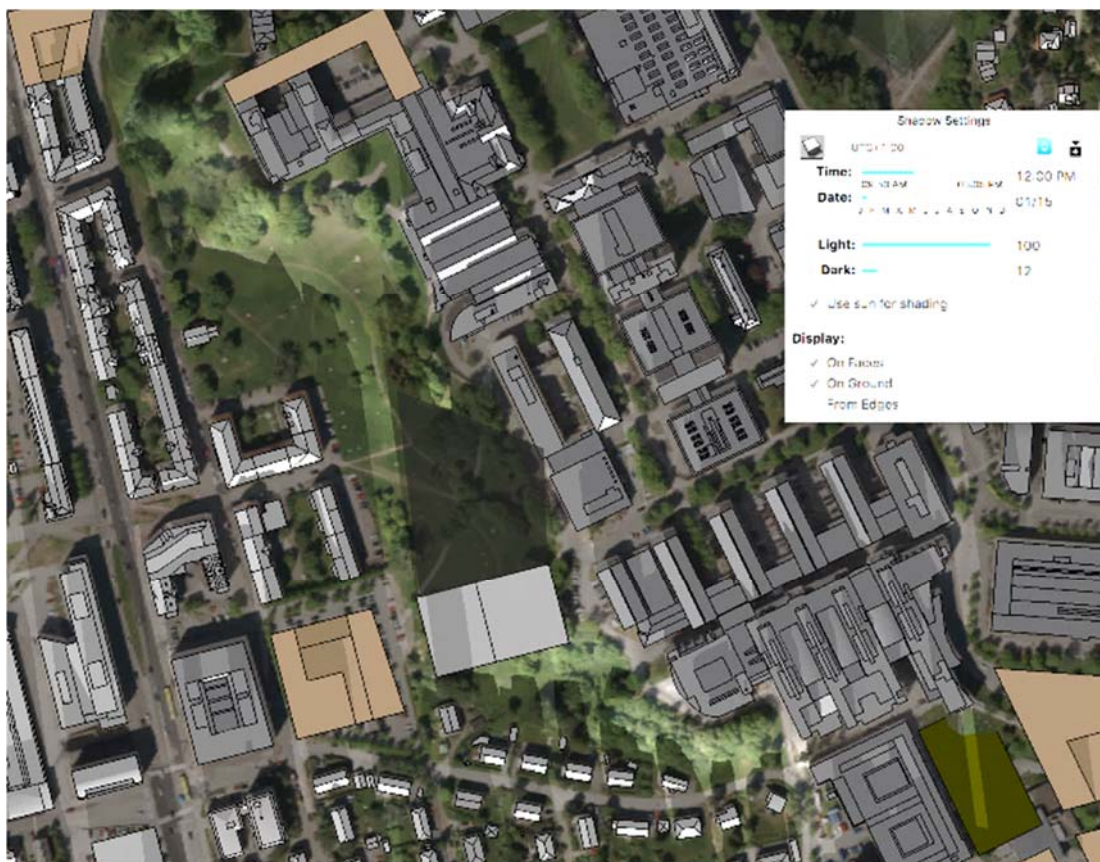 Shadow Settings
Time:
12:00 PM
Date:
01/15
Light:
100
Dark:
12
✓ Use sun for shading
Display:
✓ On Faces
✓ On Ground
From Edges